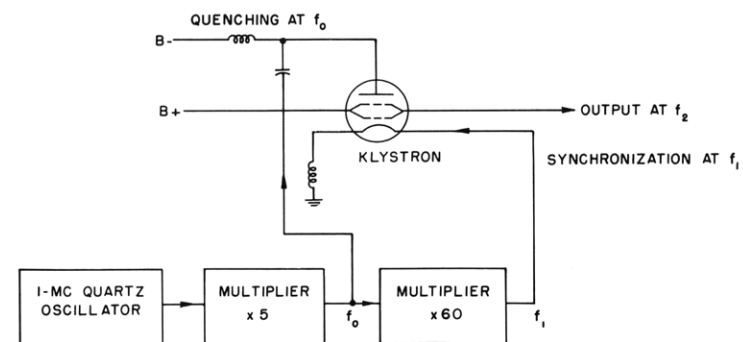 QUENCHING AT f₀
B-
B+
OUTPUT AT f₂
KLYSTRON
SYNCHRONIZATION AT f₁
I-MC QUARTZ
OSCILLATOR
MULTIPLIER
x 5
f₀
MULTIPLIER
x 60
f₁